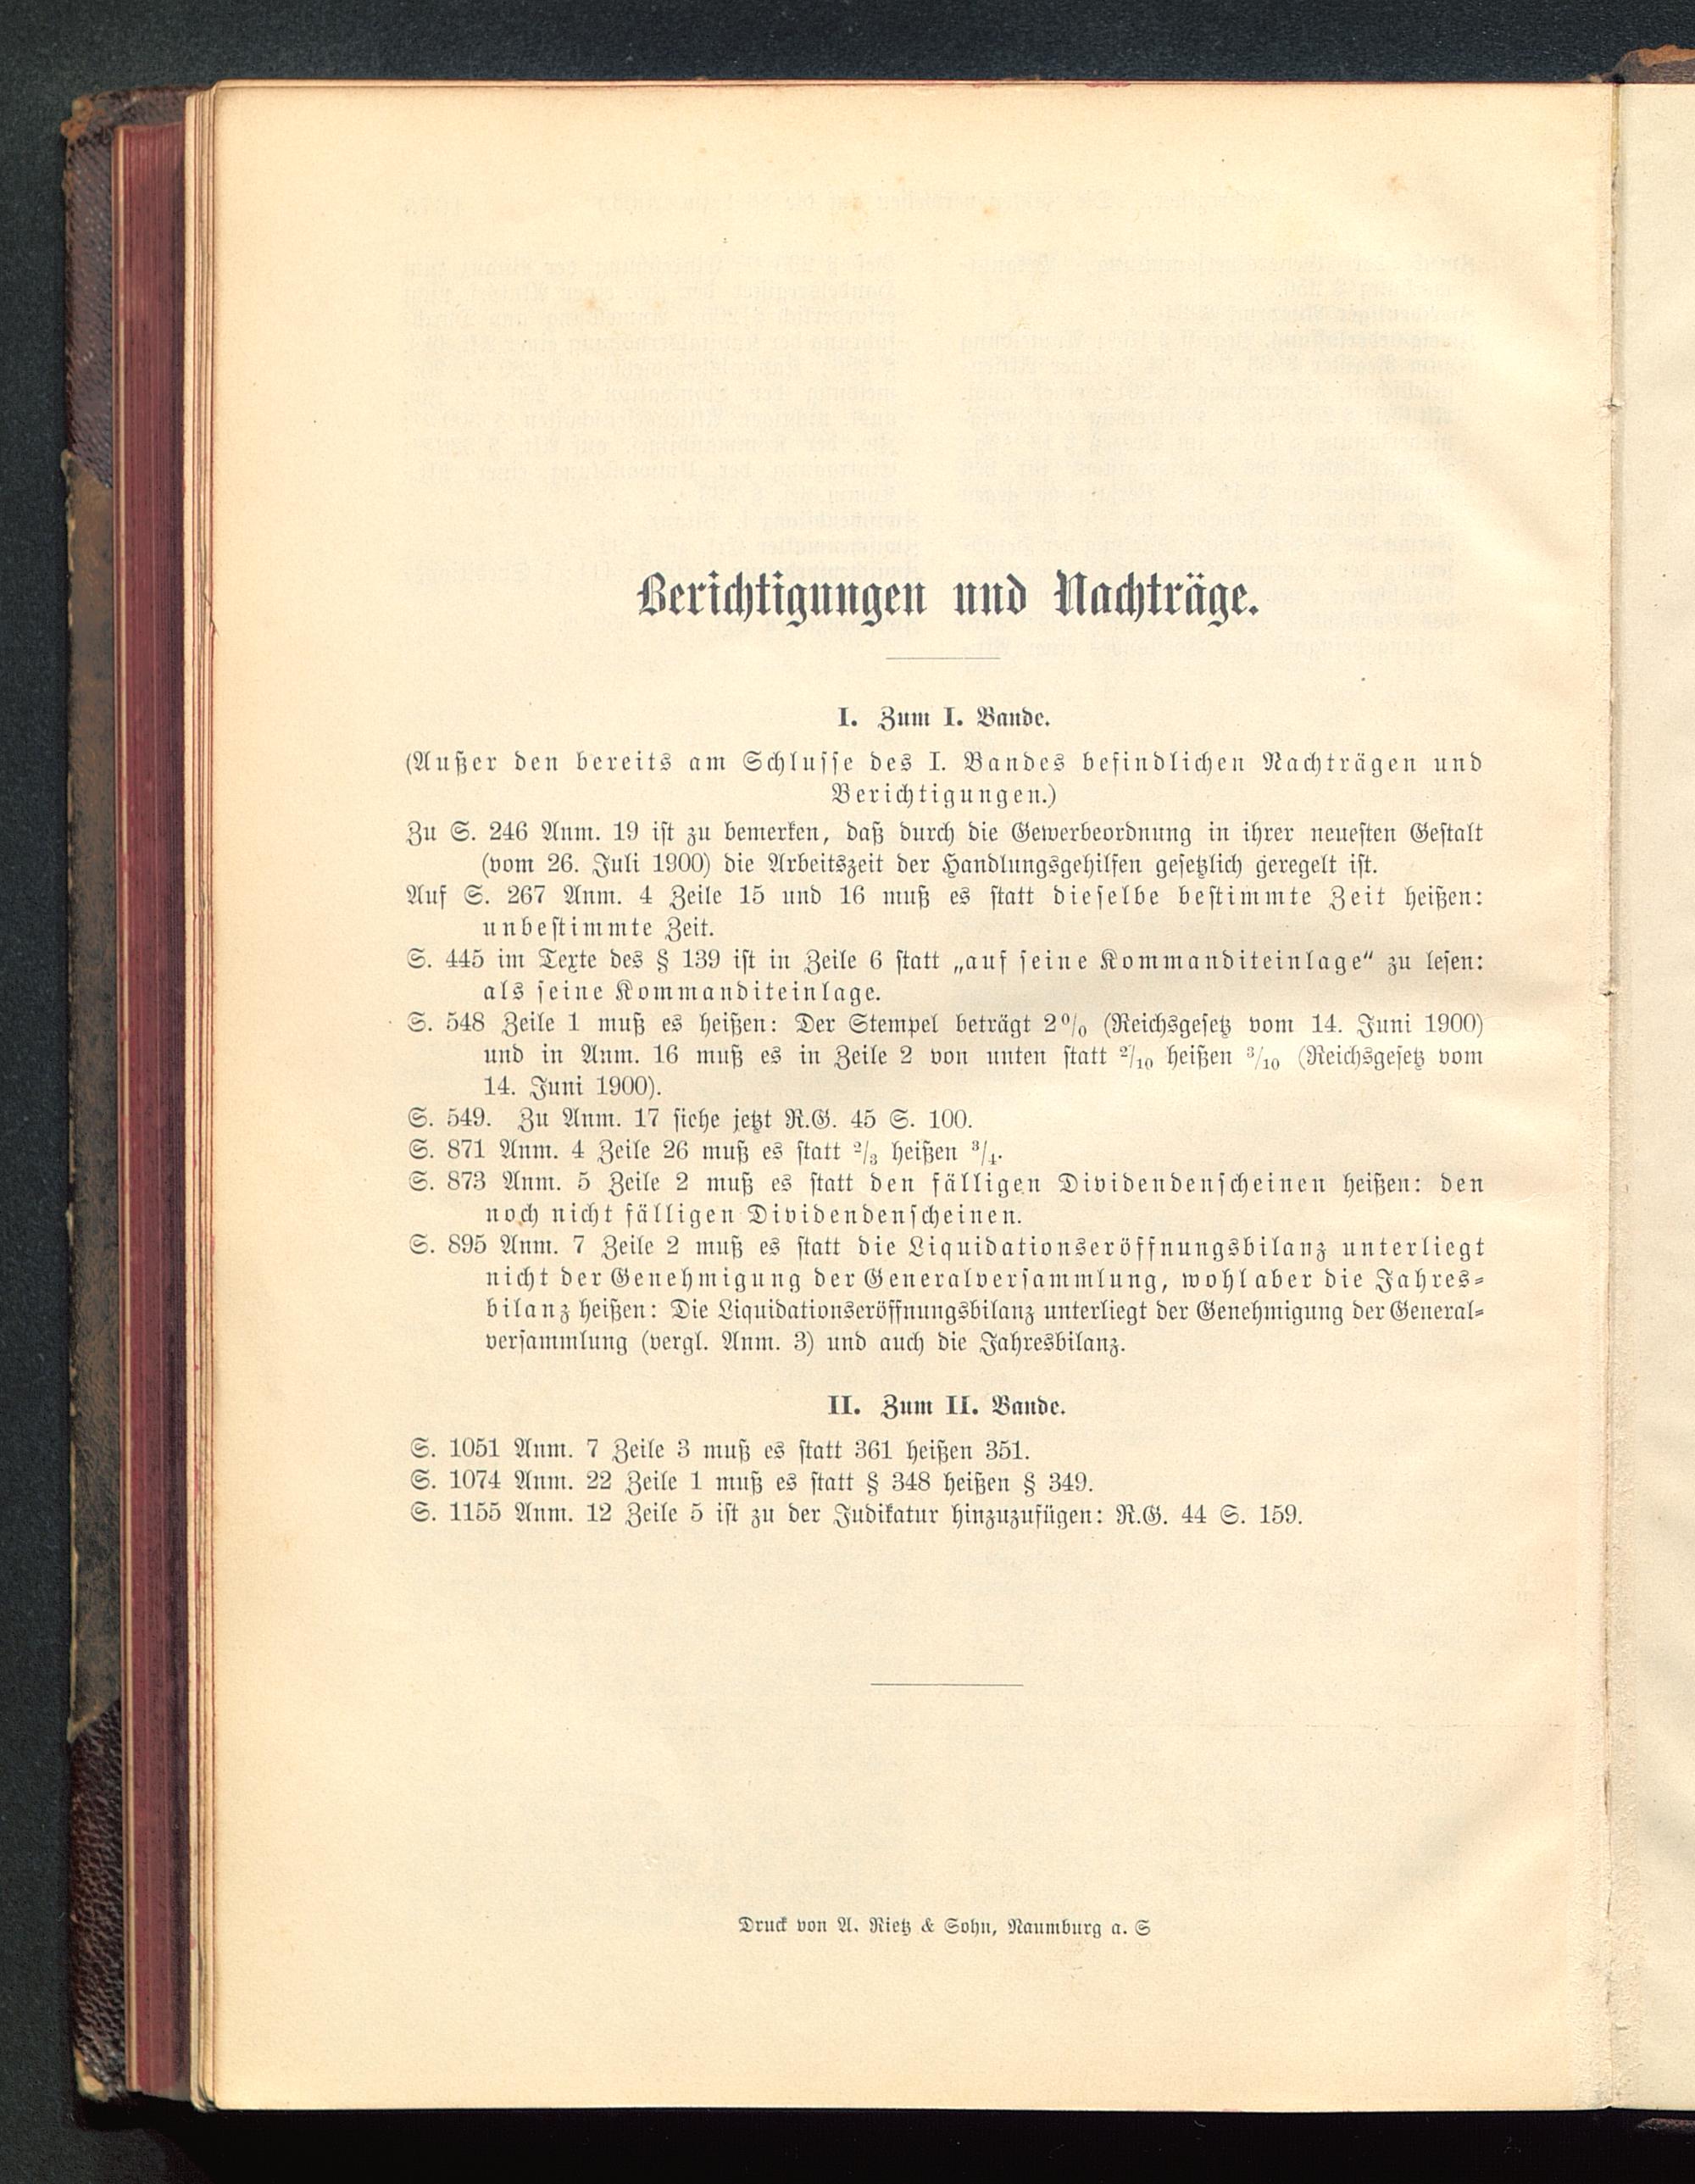 Berichtigungen und Nachträge.
I. Zum I. Bande.
(Außer den bereits am Schlusse des I. Bandes befindlichen Nachträgen und
Berichtigungen.)
Zu S. 246 Anm. 19 ist zu bemerken, daß durch die Gewerbeordnung in ihrer neuesten Gestalt
(vom 26. Juli 1900) die Arbeitszeit der Handlungsgehilfen gesetzlich geregelt ist.
Auf S. 267 Anm. 4 Zeile 15 und 16 muß es statt dieselbe bestimmte Zeit heißen:
unbestimmte Zeit.
S. 445 im Texte des § 139 ist in Zeile 6 statt „auf seine Kommanditeinlage“ zu lesen:
als seine Kommanditeinlage.
S. 548 Zeile 1 muß es heißen: Der Stempel beträgt 2% (Reichsgesetz vom 14. Juni 1900)
und in Anm. 16 muß es in Zeile 2 von unten statt 2/10 heißen 3/10 (Reichsgesetz vom
14. Juni 1900).
S. 549. Zu Anm. 17 siehe jetzt R.G. 45 S. 100.
S. 871 Anm. 4 Zeile 26 muß es statt 2/3 heißen 3/4.
S. 873 Anm. 5 Zeile 2 muß es statt den fälligen Dividendenscheinen heißen: den
noch nicht fälligen Dividendenscheinen.
S. 895 Anm. 7 Zeile 2 muß es statt die Liquidationseröffnungsbilanz unterliegt
nicht der Genehmigung der Generalversammlung, wohl aber die Jahres-
bilanz heißen: Die Liquidationseröffnungsbilanz unterliegt der Genehmigung der General-
versammlung (vergl. Anm. 3) und auch die Jahresbilanz.
II. Zum II. Bande.
S. 1051 Anm. 7 Zeile 3 muß es statt 361 heißen 351.
S. 1074 Anm. 22 Zeile 1 muß es statt § 348 heißen § 349.
S. 1155 Anm. 12 Zeile 5 ist zu der Judikatur hinzuzufügen: R.G. 44 S. 159.
Druck von A. Rietz & Sohn, Naumburg a. S